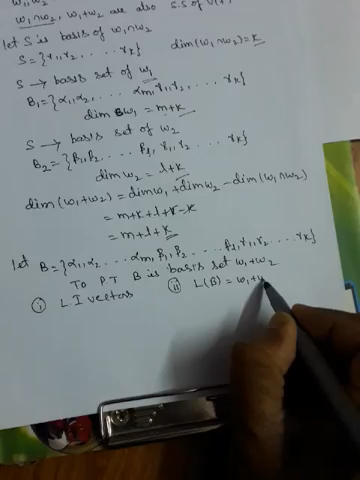 w₁,w₂
w₁∩w₂, w₁+w₂ are also s.s of V(F)
let S is basis of w₁∩w₂
S={γ₁,γ₂, .... γₖ} dim(w₁∩w₂)=k
S → basis set of w₁
B₁={α₁,α₂, ... αₘ,γ₁,γ₂, .. γₖ}
dim w₁ = m+k
S → basis set of w₂
B₂={β₁,β₂ ... βₗ,γ₁,γ₂ ... γₖ}
dim w₂ = l+k
dim(w₁+w₂) = dim w₁ + dim w₂ - dim(w₁∩w₂)
= m+k+l+k-k
= m+l+k
let B={α₁,α₂ ... αₘ,β₁,β₂ .... βₗ,γ₁,γ₂ ... γₖ}
TO P.T B is basis set w₁+w₂
(i) L.I vectors (ii) L(B) = w₁+w